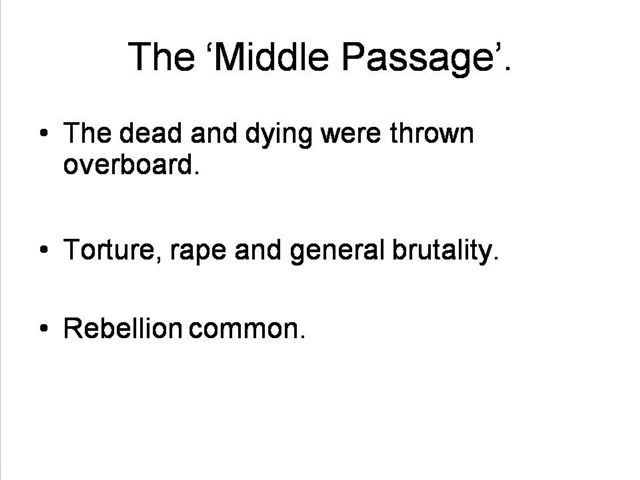 The ‘Middle Passage’.
• The dead and dying were thrown
overboard.
• Torture, rape and general brutality.
• Rebellion common.